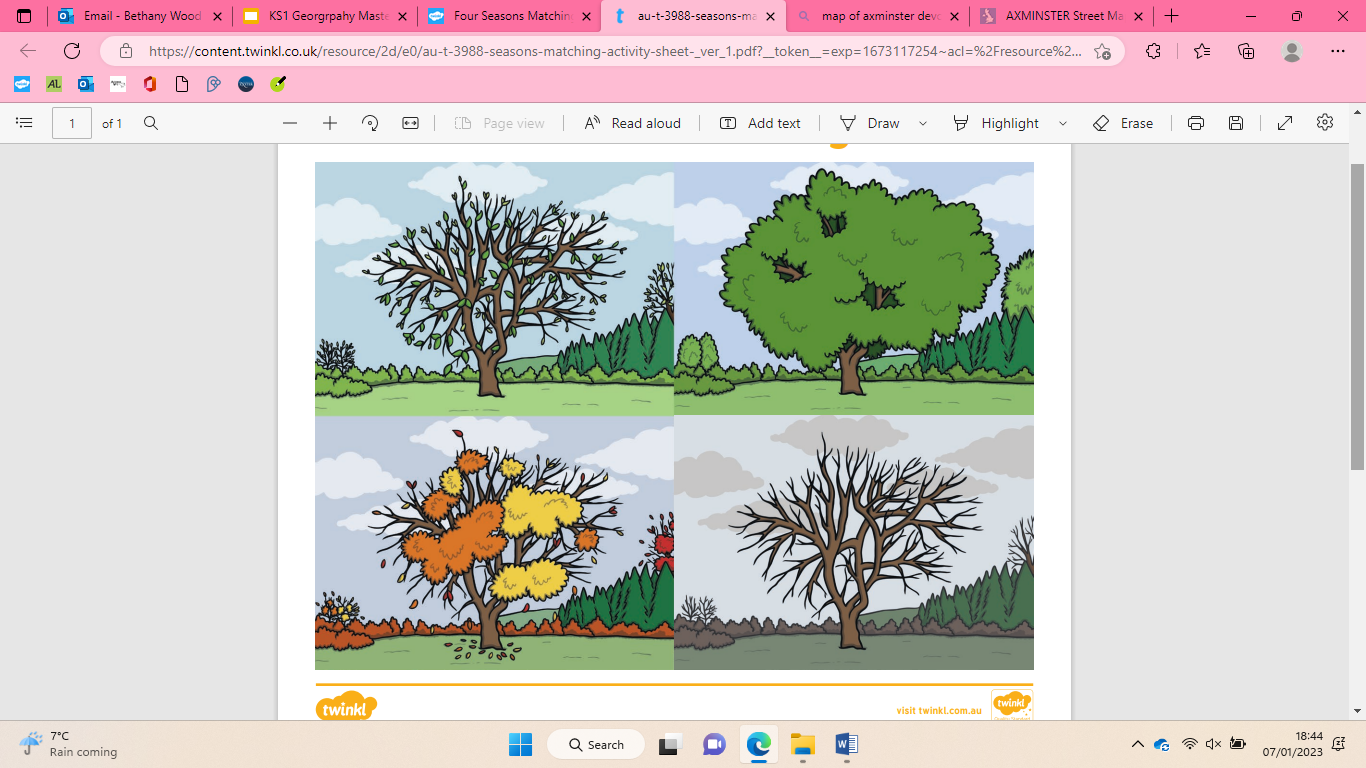 Email - Bethany Wood
KS1 Georgrpahy Maste
Four Seasons Matchin
au-t-3988-seasons-ma
map of axminster devo
AXMINSTER Street Ma
https://content.twinkl.co.uk/resource/2d/e0/au-t-3988-seasons-matching-activity-sheet-_ver_1.pdf?__token__=exp=1673117254~acl=%2Fresource%2...
AL
1 of 1
Page view
Read aloud
Add text
Draw
Highlight
Erase
twinkl
visit twinkl.com.au
twinkl
7°C
Rain coming
Search
18:44
07/01/2023